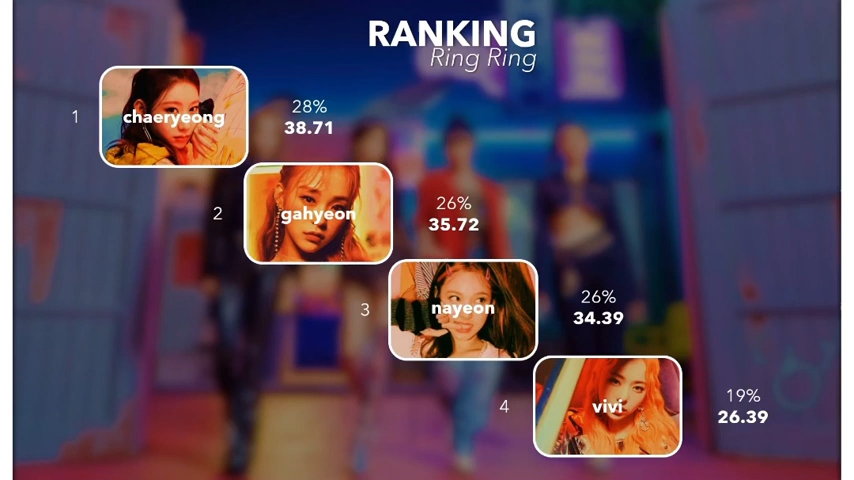 RANKING
Ring Ring
1
chaeryeong
28%
38.71
2
gahyeon
26%
35.72
3
nayeon
26%
34.39
4
vivi
19%
26.39